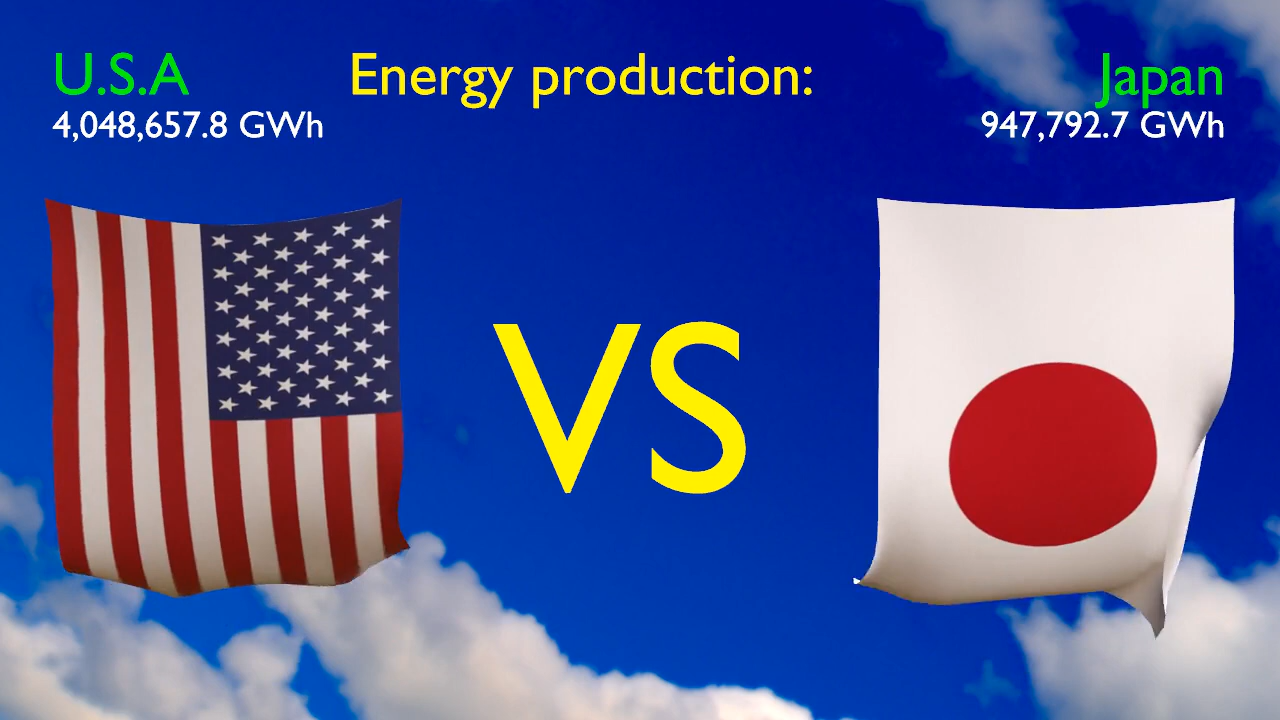 U.S.A
4,048,657.8 GWh
Energy production:
Japan
947,792.7 GWh
VS